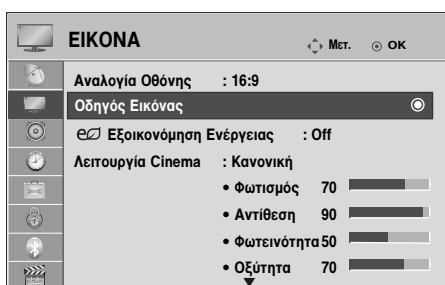 ΕΙΚΟΝΑ Μετ. OK
Αναλογία Οθόνης : 16:9
Οδηγός Εικόνας
Εξοικονόμηση Ενέργειας : Off
Λειτουργία Cinema : Κανονική
• Φωτισμός 70
• Αντίθεση 90
• Φωτεινότητα 50
• Οξύτητα 70